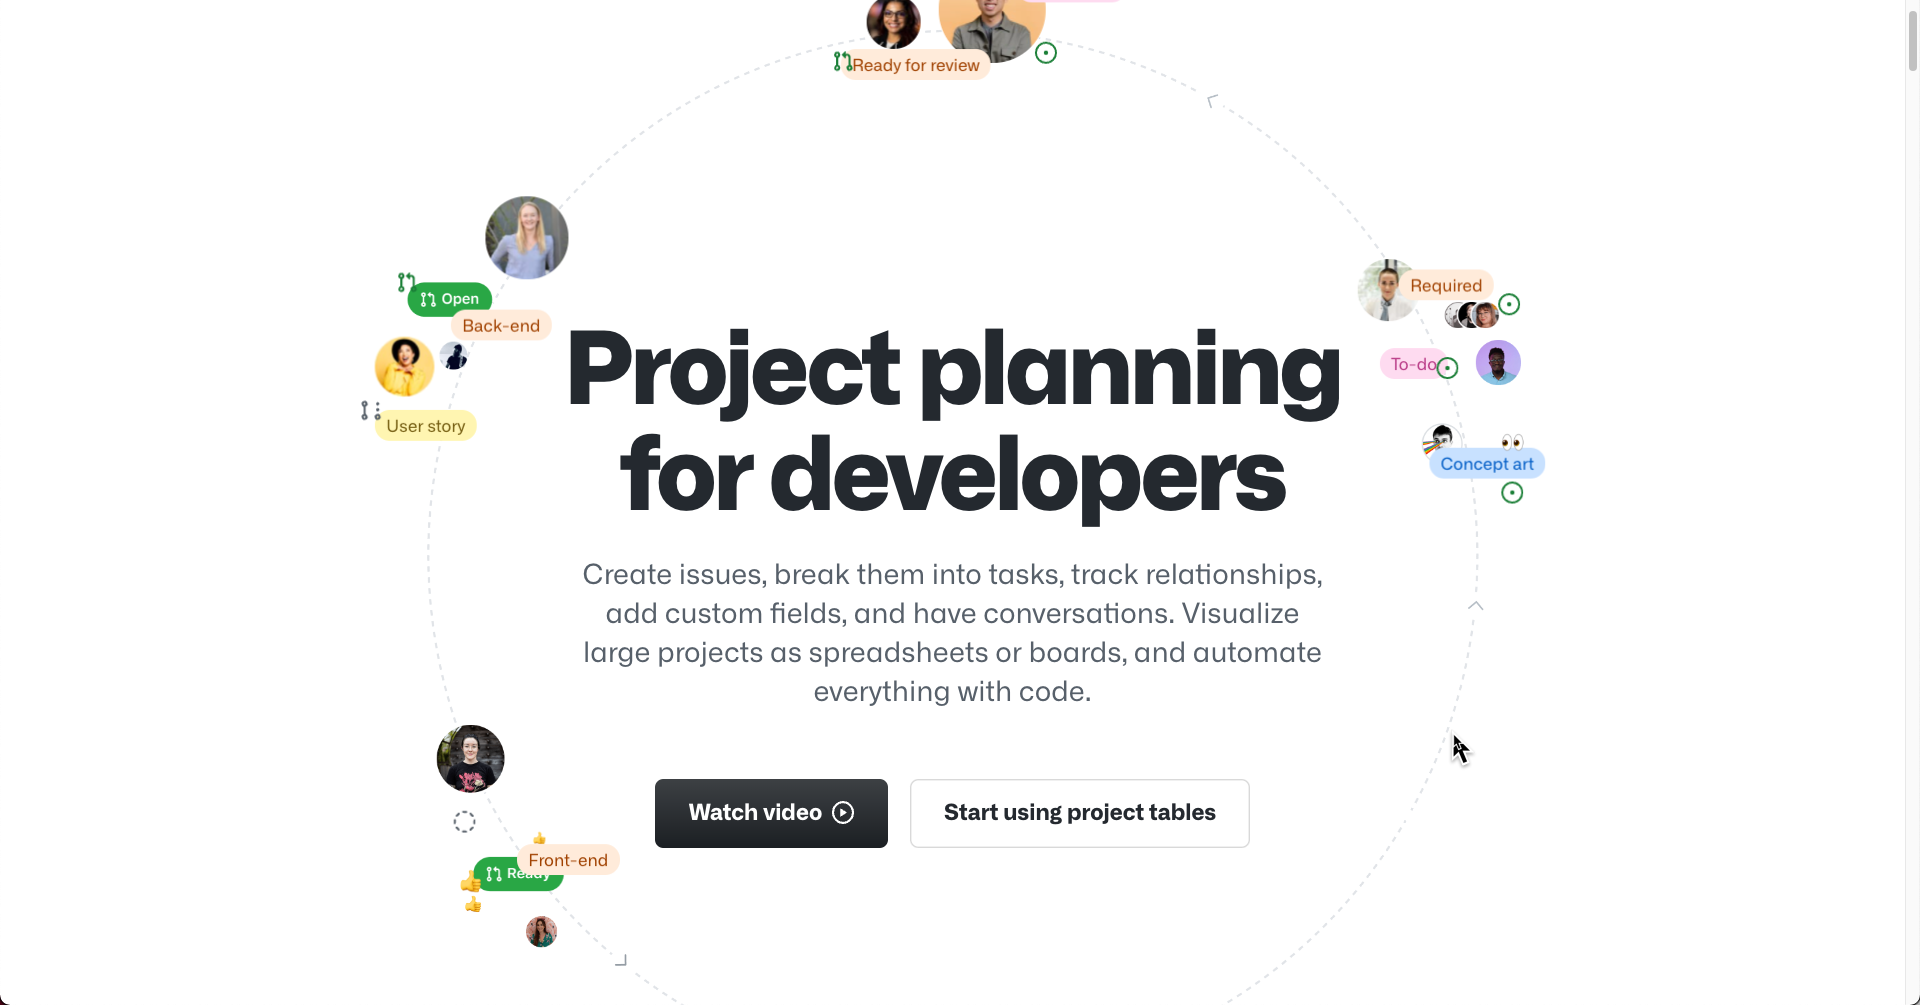 Ready for review
Open
Back-end
Required
Project planning
To-do
User story
for developers
Concept art
Create issues, break them into tasks, track relationships,
add custom fields, and have conversations. Visualize
large projects as spreadsheets or boards, and automate
everything with code.
Watch video
Start using project tables
Front-end
Ready